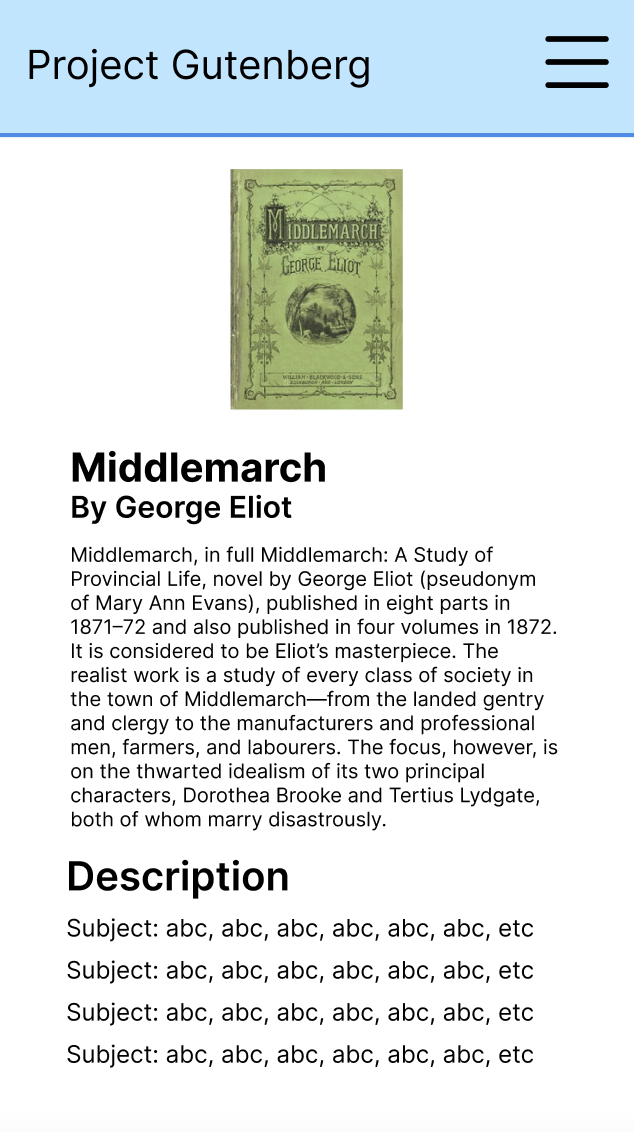 Project Gutenberg
MIDDLEMARCH
BY
GEORGE ELIOT
WILLIAM · BLACKWOOD & SONS
EDINBURGH · AND · LONDON
Middlemarch
By George Eliot
Middlemarch, in full Middlemarch: A Study of
Provincial Life, novel by George Eliot (pseudonym
of Mary Ann Evans), published in eight parts in
1871–72 and also published in four volumes in 1872.
It is considered to be Eliot’s masterpiece. The
realist work is a study of every class of society in
the town of Middlemarch—from the landed gentry
and clergy to the manufacturers and professional
men, farmers, and labourers. The focus, however, is
on the thwarted idealism of its two principal
characters, Dorothea Brooke and Tertius Lydgate,
both of whom marry disastrously.
Description
Subject: abc, abc, abc, abc, abc, abc, etc
Subject: abc, abc, abc, abc, abc, abc, etc
Subject: abc, abc, abc, abc, abc, abc, etc
Subject: abc, abc, abc, abc, abc, abc, etc